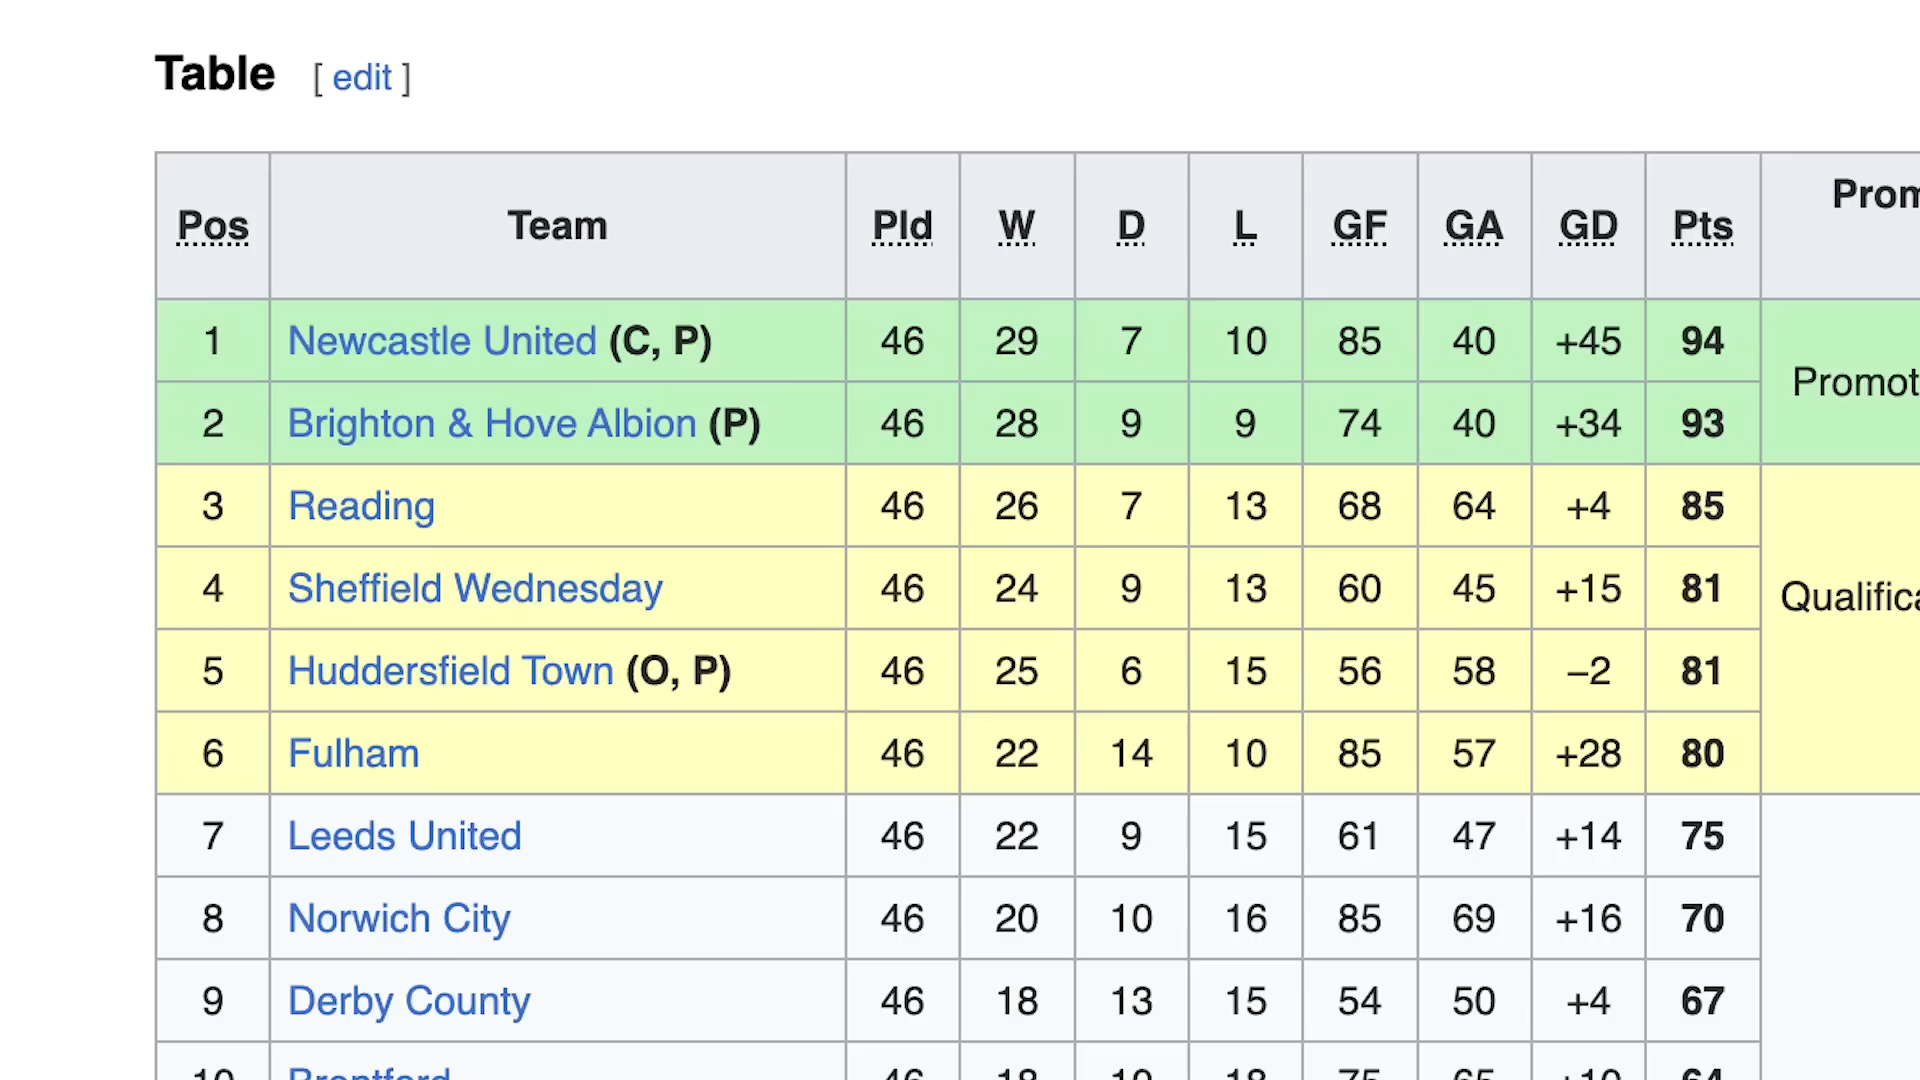 Table [ edit ]
Pos Team Pld W D L GF GA GD Pts Prom
1 Newcastle United (C, P) 46 29 7 10 85 40 +45 94
Promot
2 Brighton & Hove Albion (P) 46 28 9 9 74 40 +34 93
3 Reading 46 26 7 13 68 64 +4 85
4 Sheffield Wednesday 46 24 9 13 60 45 +15 81
Qualifica
5 Huddersfield Town (O, P) 46 25 6 15 56 58 −2 81
6 Fulham 46 22 14 10 85 57 +28 80
7 Leeds United 46 22 9 15 61 47 +14 75
8 Norwich City 46 20 10 16 85 69 +16 70
9 Derby County 46 18 13 15 54 50 +4 67
10 Brentford 46 18 10 18 75 65 +10 64